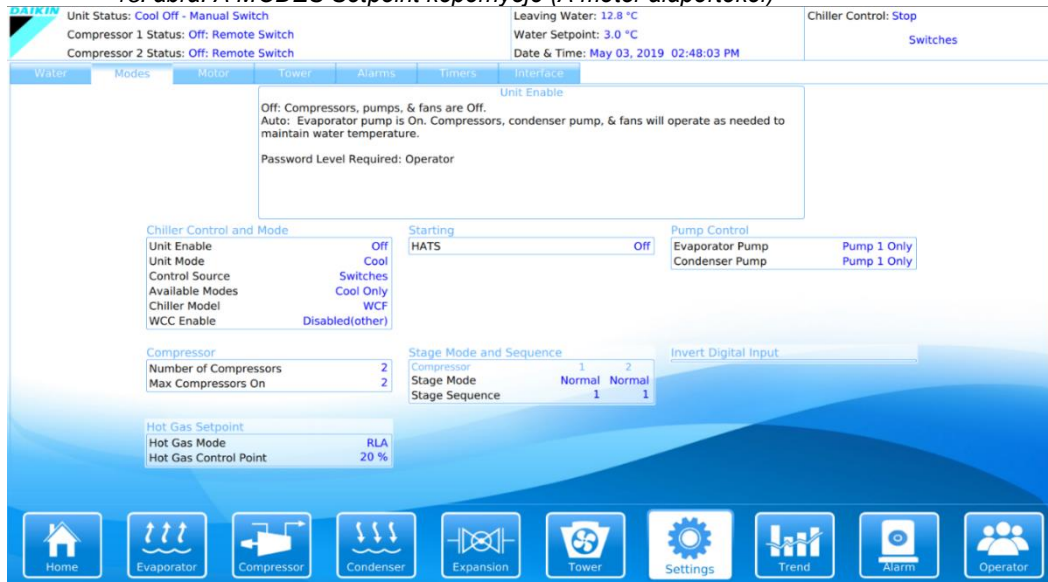 DAIKIN
Unit Status: Cool Off - Manual Switch
Compressor 1 Status: Off: Remote Switch
Compressor 2 Status: Off: Remote Switch
Leaving Water: 12.8 °C
Water Setpoint: 3.0 °C
Date & Time: May 03, 2019 02:48:03 PM
Chiller Control: Stop
Switches
Water Modes Motor Tower Alarms Timers Interface
Unit Enable
Off: Compressors, pumps, & fans are Off.
Auto: Evaporator pump is On. Compressors, condenser pump, & fans will operate as needed to
maintain water temperature.
Password Level Required: Operator
Chiller Control and Mode
Unit Enable Off
Unit Mode Cool
Control Source Switches
Available Modes Cool Only
Chiller Model WCF
WCC Enable Disabled(other)
Starting
HATS Off
Pump Control
Evaporator Pump Pump 1 Only
Condenser Pump Pump 1 Only
Compressor
Number of Compressors 2
Max Compressors On 2
Stage Mode and Sequence
Compressor 1 2
Stage Mode Normal Normal
Stage Sequence 1 1
Invert Digital Input
Hot Gas Setpoint
Hot Gas Mode RLA
Hot Gas Control Point 20 %
Home Evaporator Compressor Condenser Expansion Tower Settings Trend Alarm Operator